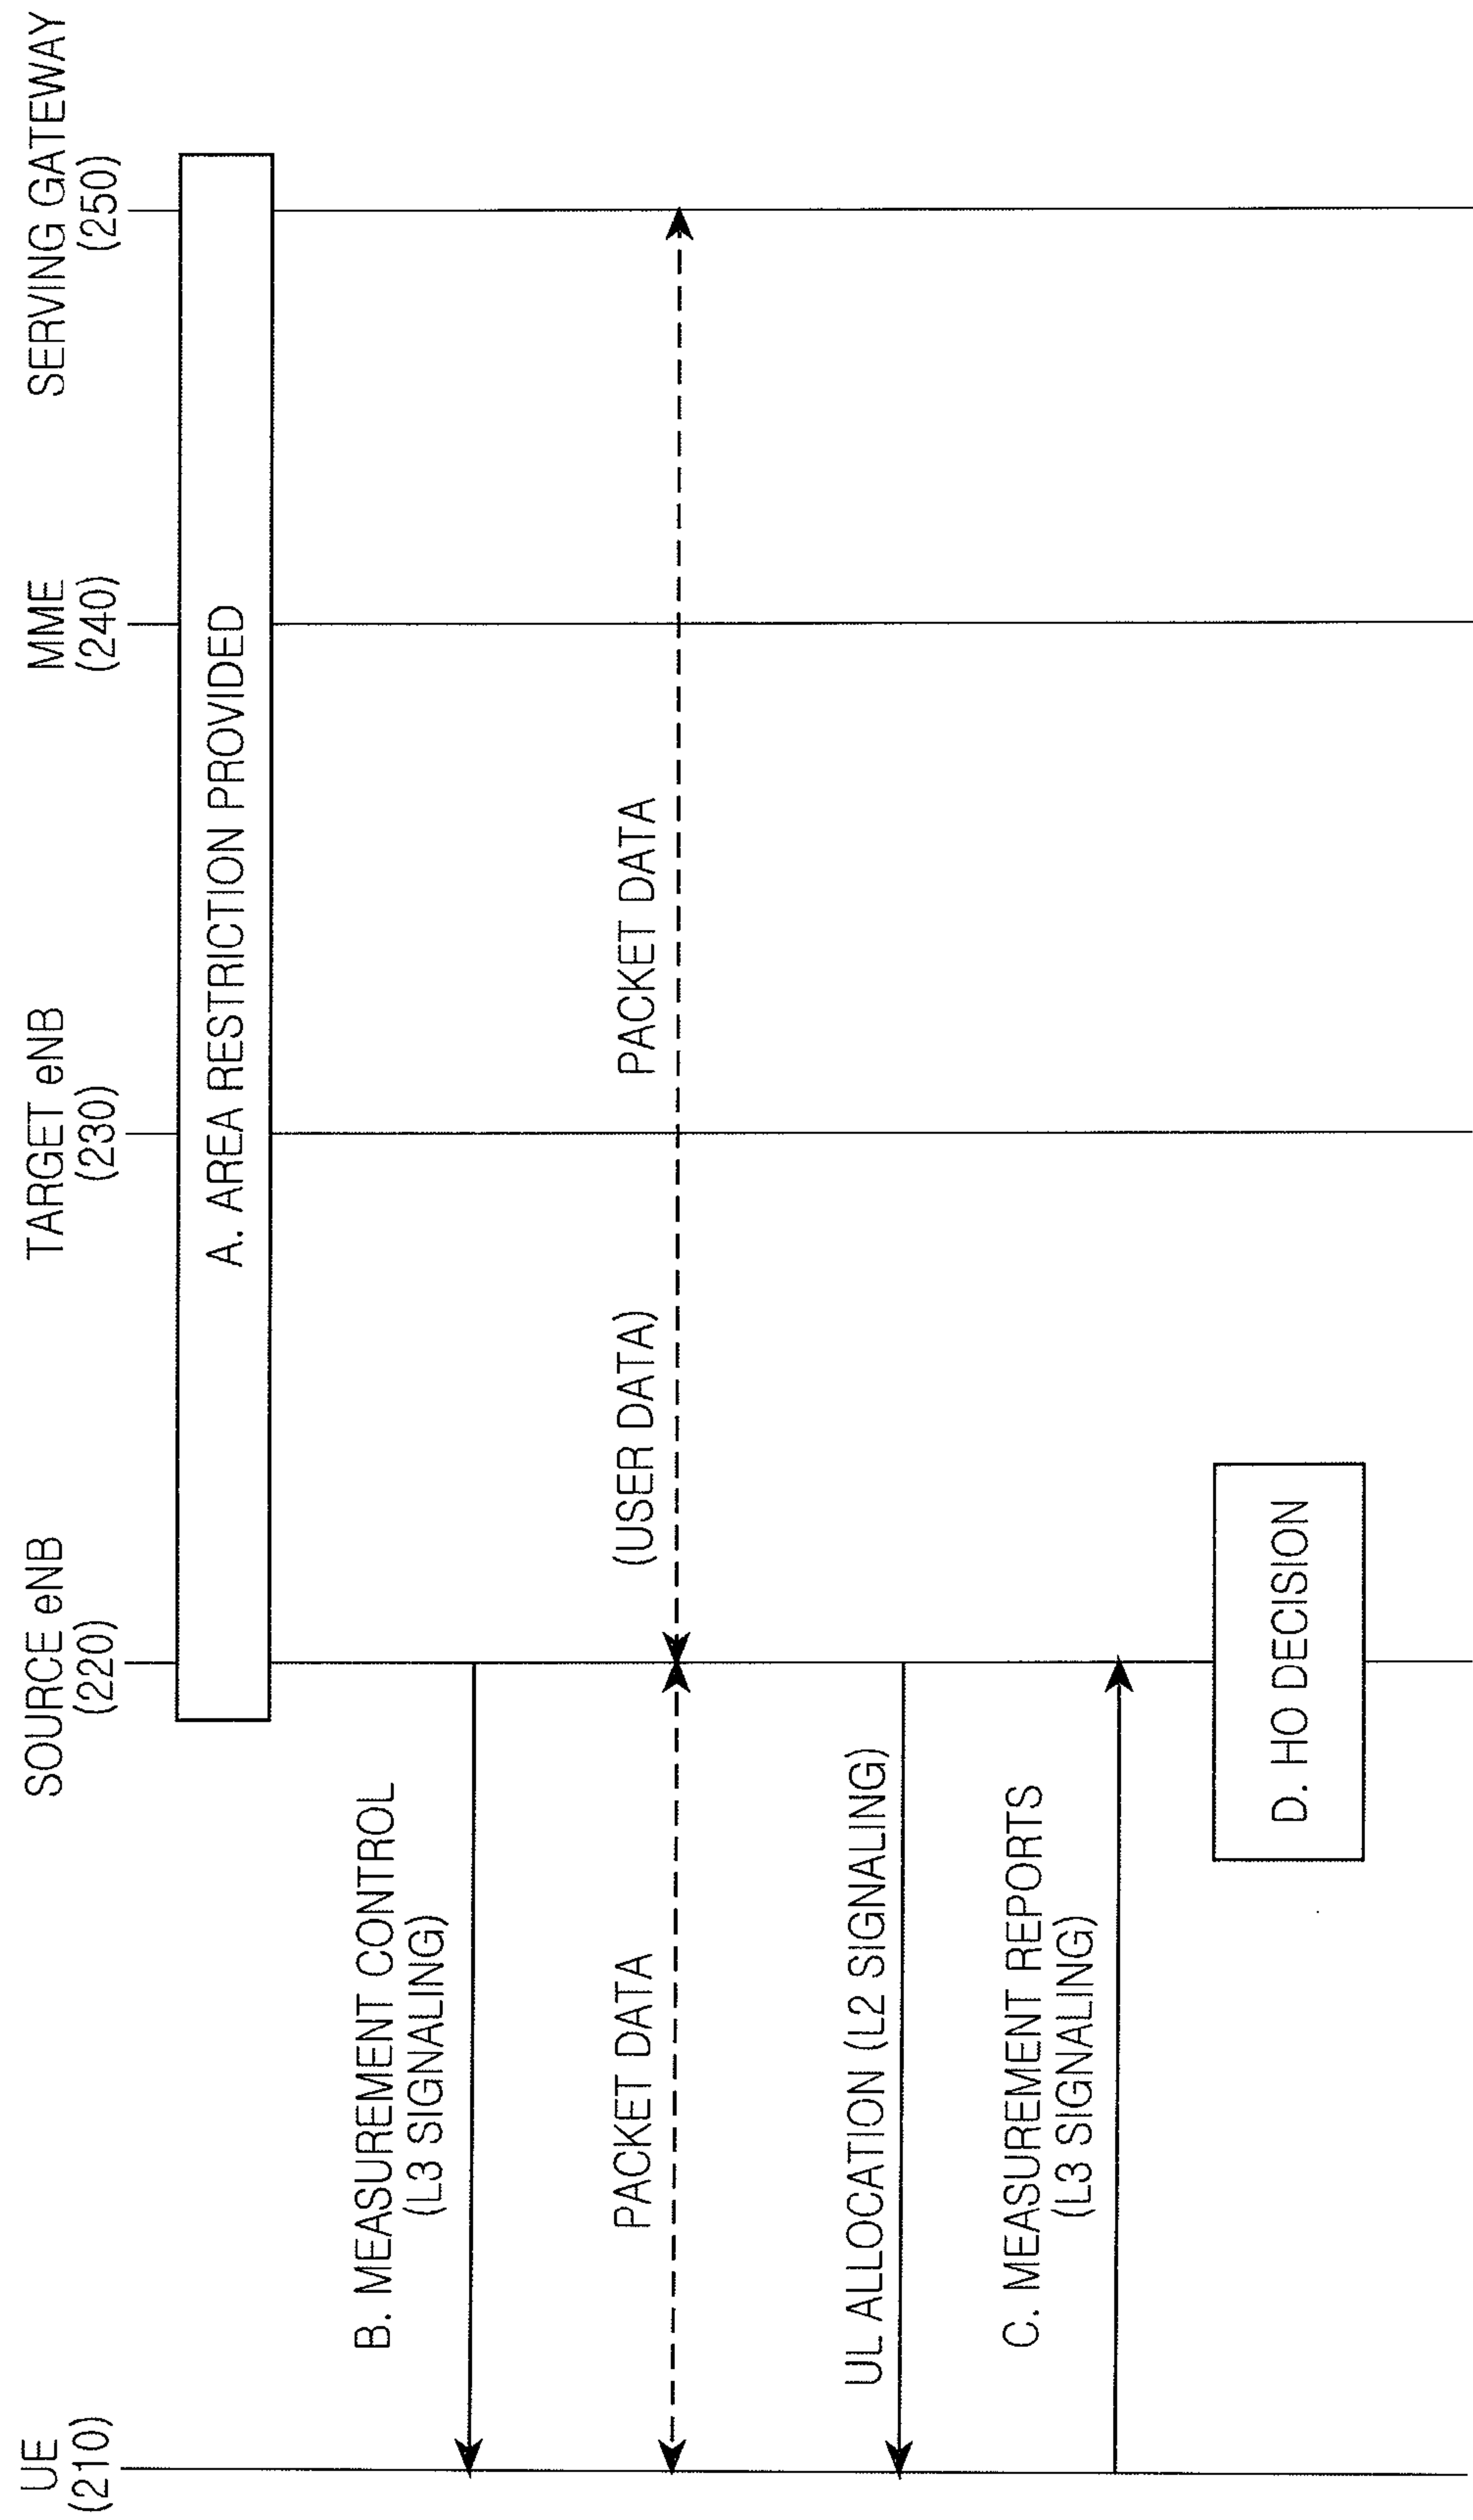 UE
(210)
SOURCE eNB
(220)
TARGET eNB
(230)
MME
(240)
SERVING GATEWAY
(250)
A. AREA RESTRICTION PROVIDED
B. MEASUREMENT CONTROL
(L3 SIGNALING)
PACKET DATA
(USER DATA)
PACKET DATA
UL ALLOCATION (L2 SIGNALING)
C. MEASUREMENT REPORTS
(L3 SIGNALING)
D. HO DECISION